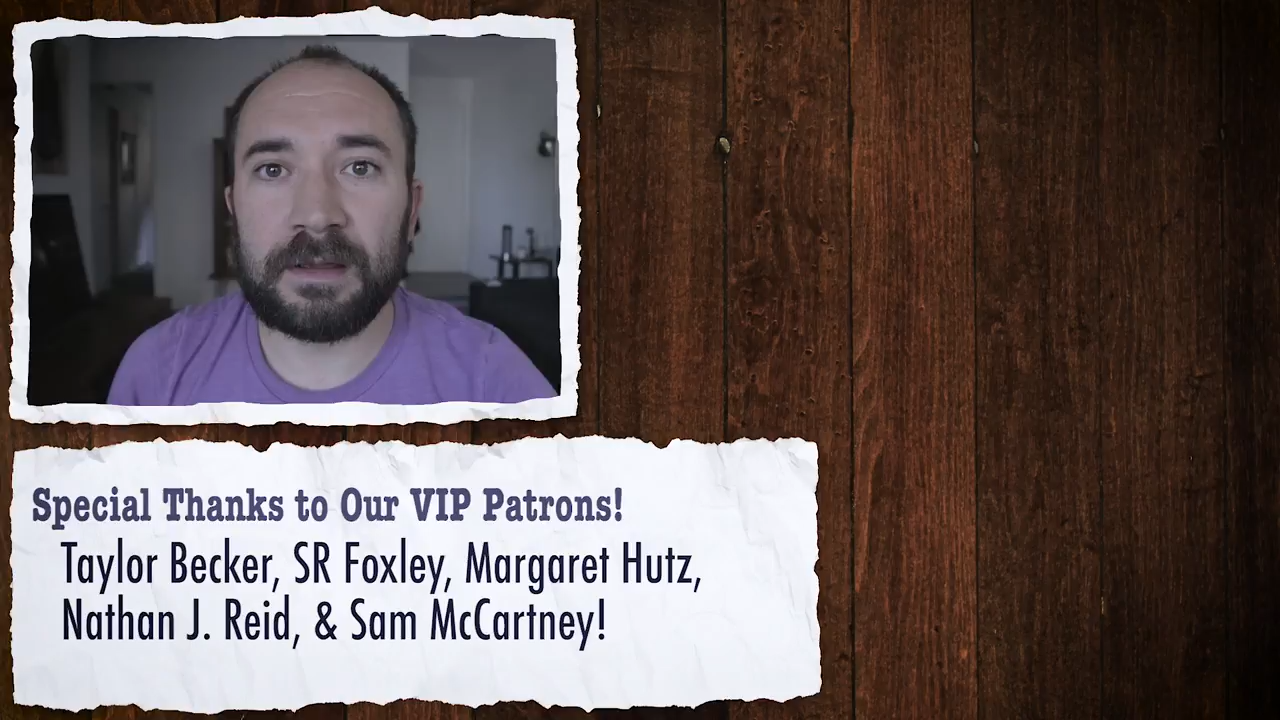 Special Thanks to Our VIP Patrons!
Taylor Becker, SR Foxley, Margaret Hutz,
Nathan J. Reid, & Sam McCartney!